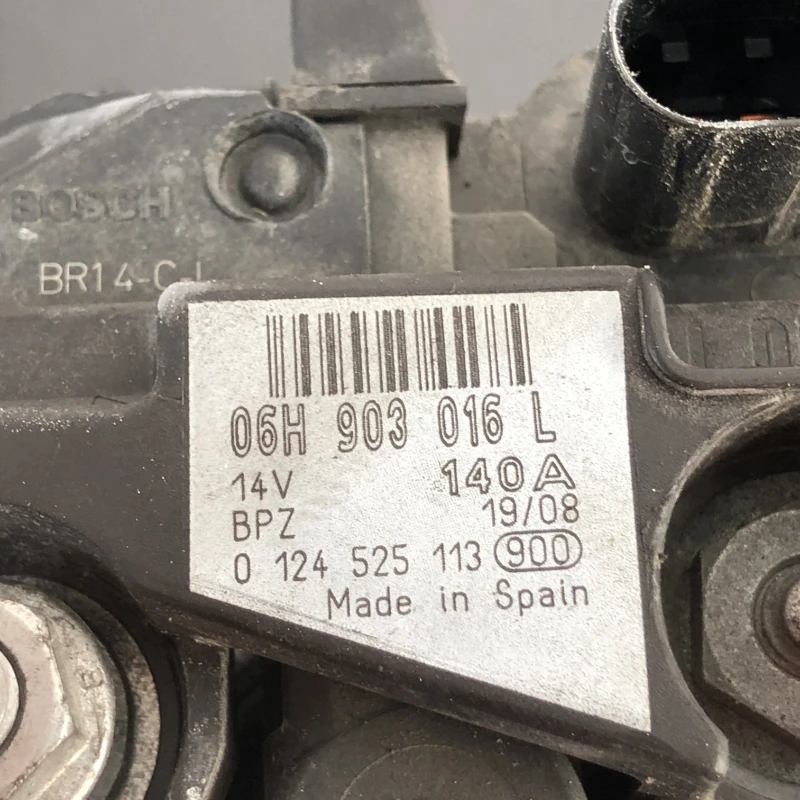 BOSCH
BR14-C-L
06H 903 016 L
14V 140A
BPZ 19/08
0 124 525 113 900
Made in Spain